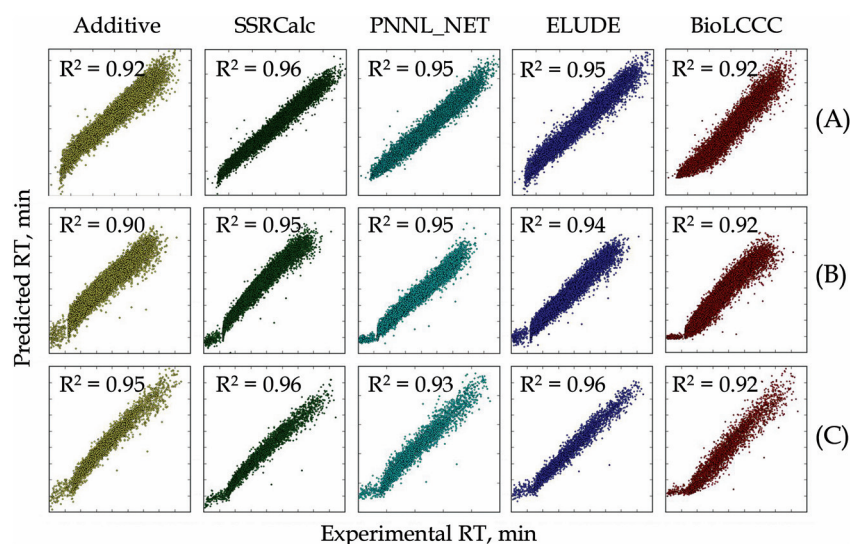 Additive SSRCalc PNNL_NET ELUDE BioLCCC
R² = 0.92 R² = 0.96 R² = 0.95 R² = 0.95 R² = 0.92
(A)
R² = 0.90 R² = 0.95 R² = 0.95 R² = 0.94 R² = 0.92
(B)
Predicted RT, min
R² = 0.95 R² = 0.96 R² = 0.93 R² = 0.96 R² = 0.92
(C)
Experimental RT, min